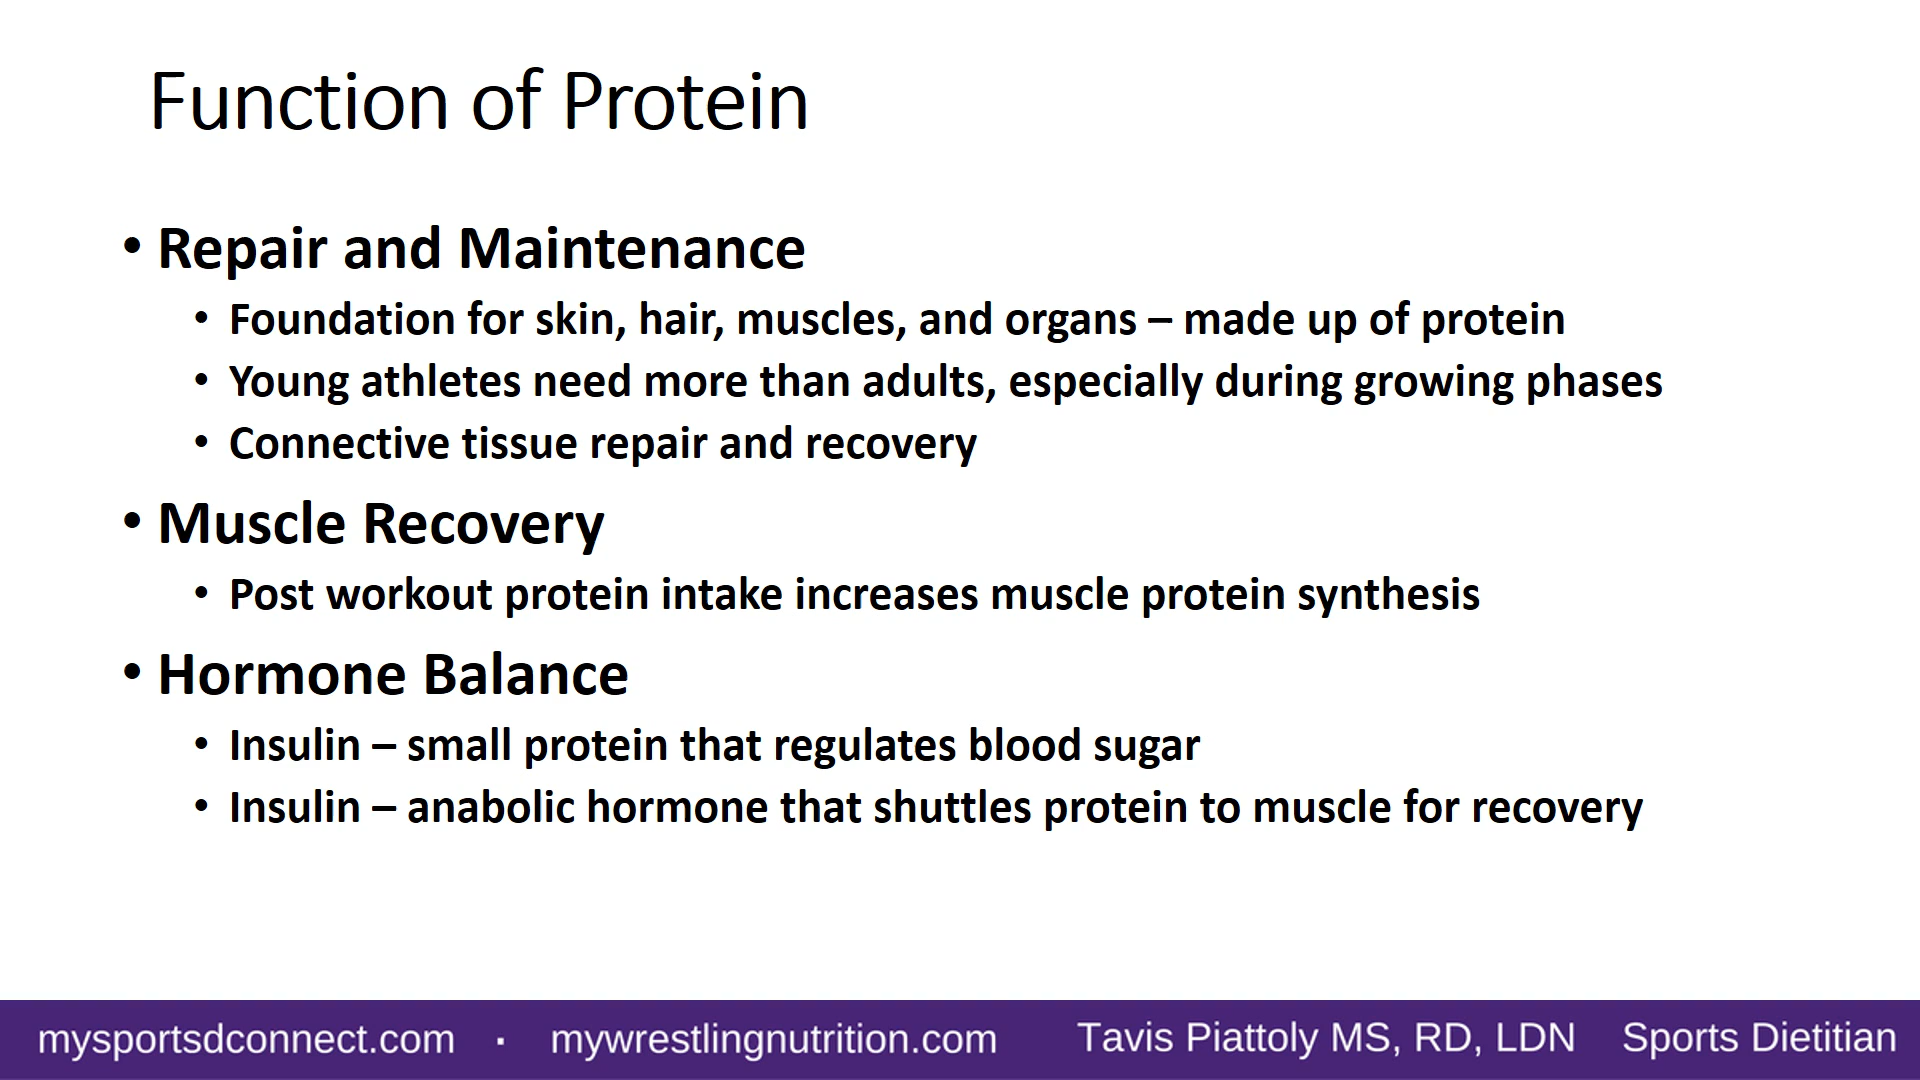 Function of Protein
• Repair and Maintenance
• Foundation for skin, hair, muscles, and organs – made up of protein
• Young athletes need more than adults, especially during growing phases
• Connective tissue repair and recovery
• Muscle Recovery
• Post workout protein intake increases muscle protein synthesis
• Hormone Balance
• Insulin – small protein that regulates blood sugar
• Insulin – anabolic hormone that shuttles protein to muscle for recovery
mysportsdconnect.com · mywrestlingnutrition.com Tavis Piattoly MS, RD, LDN Sports Dietitian